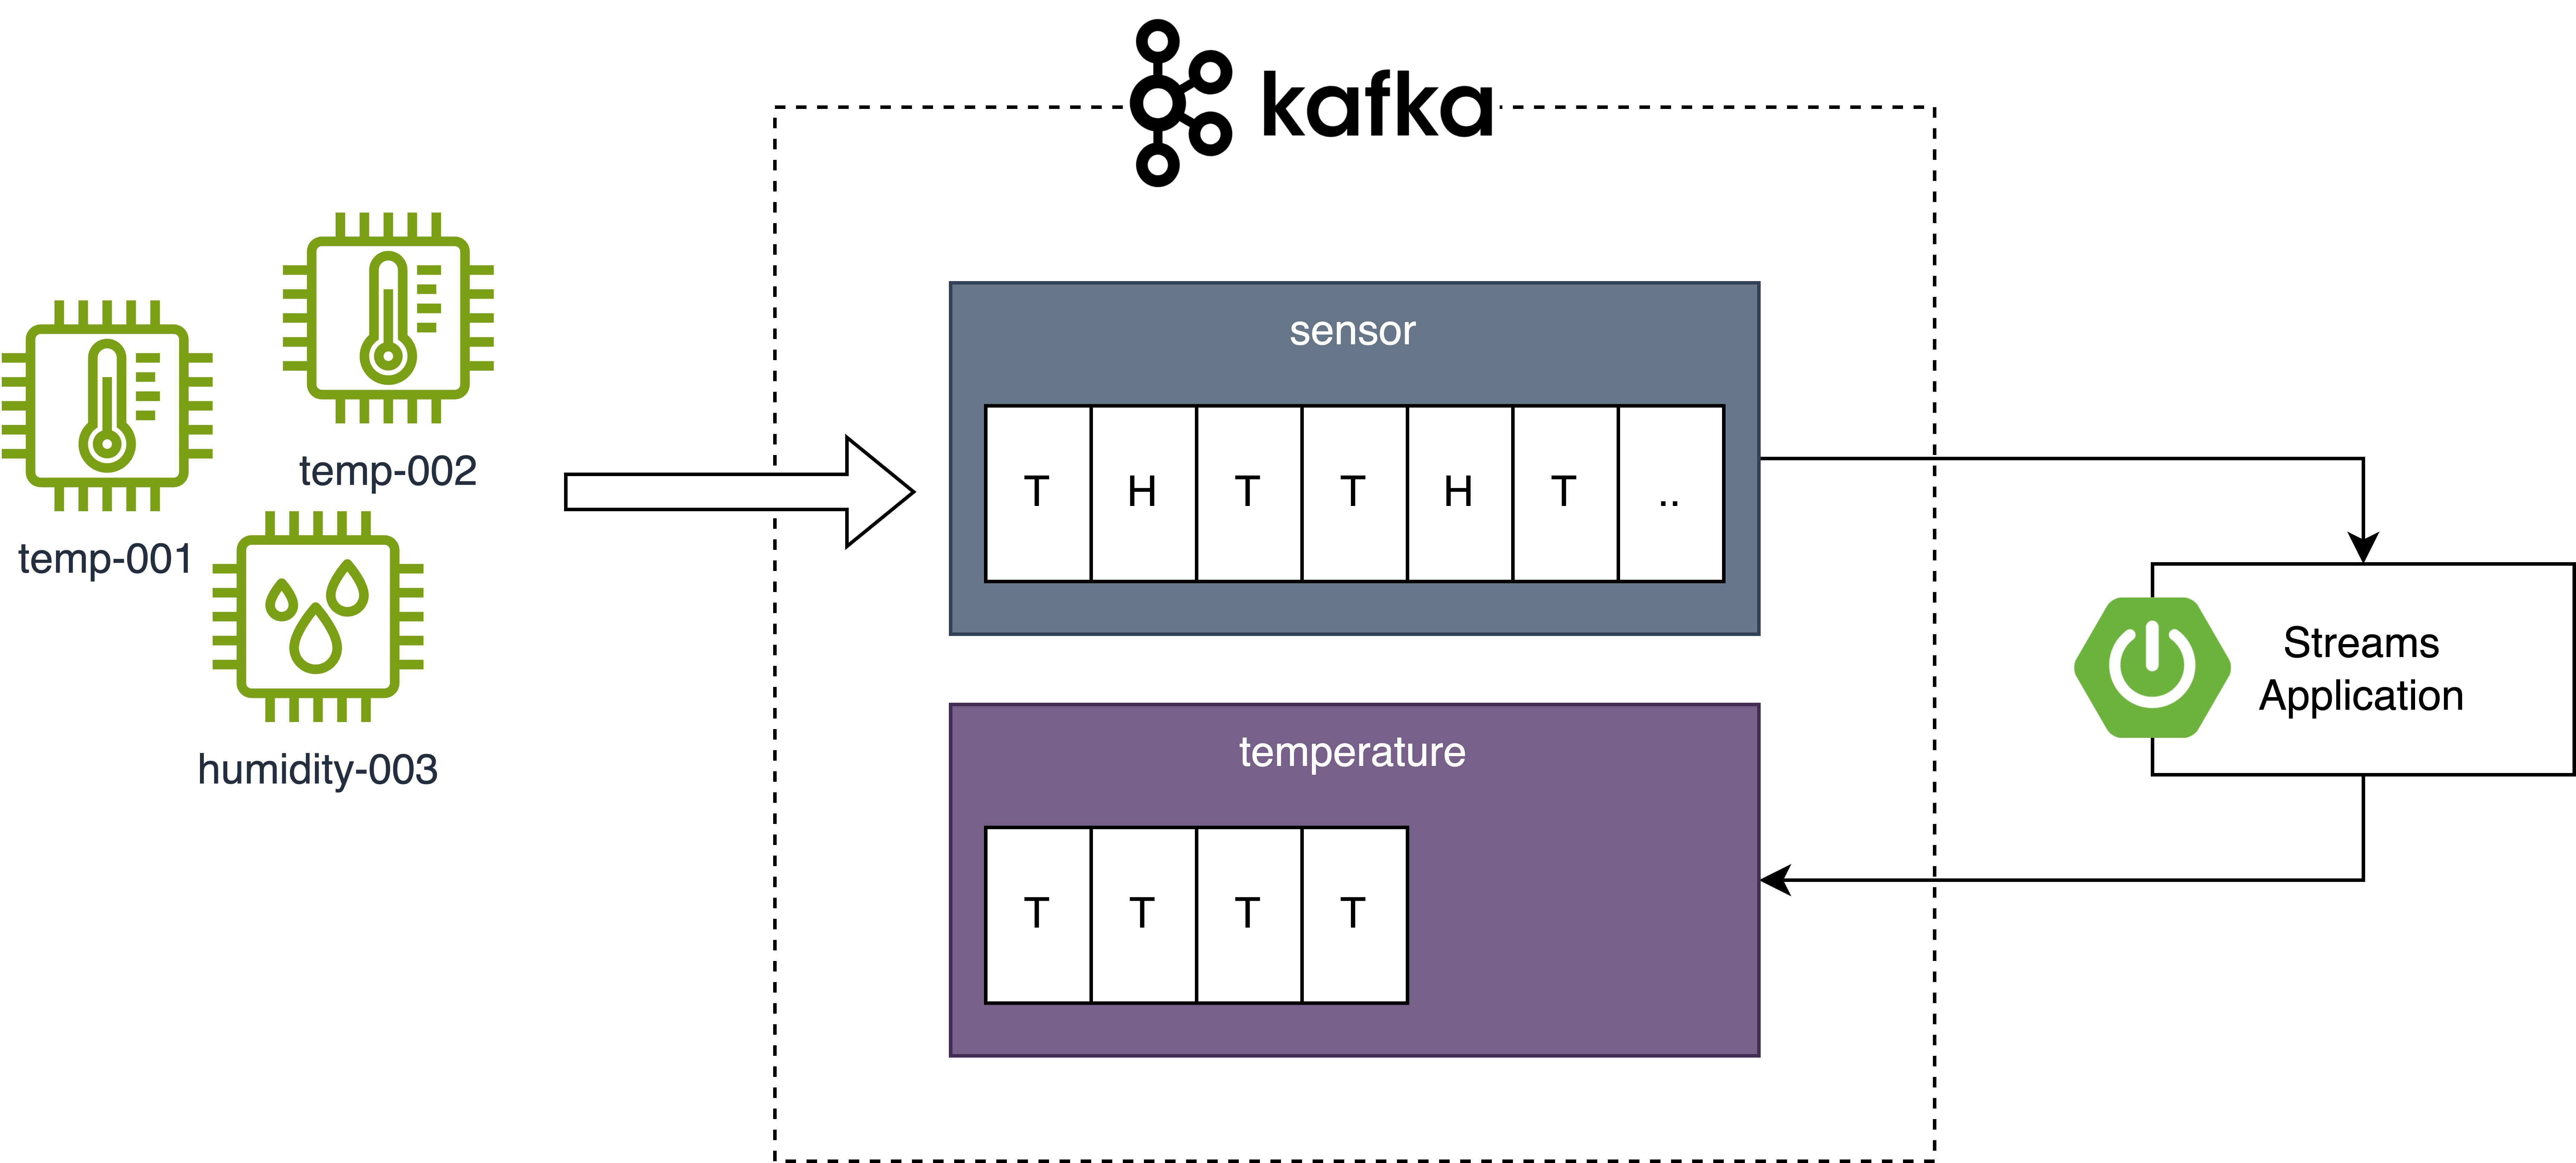 kafka
temp-002
temp-001
humidity-003
sensor
T H T T H T ..
Streams
Application
temperature
T T T T